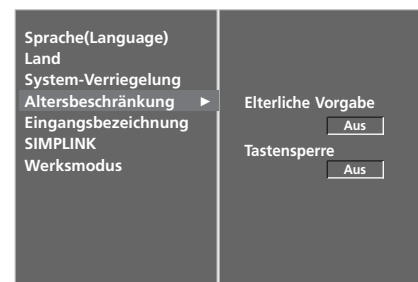 Sprache(Language)
Land
System-Verriegelung
Altersbeschränkung ►
Eingangsbezeichnung
SIMPLINK
Werksmodus
Elterliche Vorgabe
Aus
Tastensperre
Aus